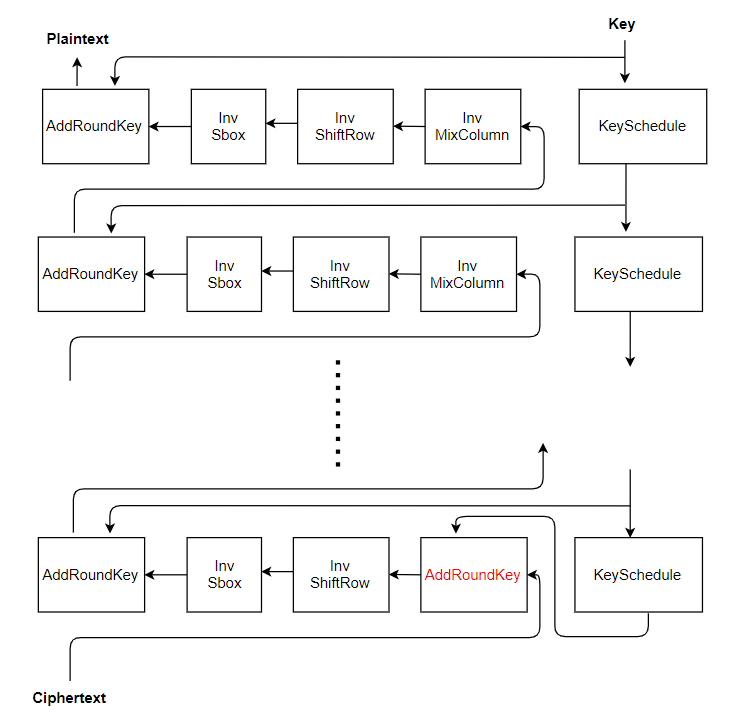 Key
Plaintext
AddRoundKey
Inv
Sbox
Inv
ShiftRow
Inv
MixColumn
KeySchedule
AddRoundKey
Inv
Sbox
Inv
ShiftRow
Inv
MixColumn
KeySchedule
AddRoundKey
Inv
Sbox
Inv
ShiftRow
AddRoundKey
KeySchedule
Ciphertext